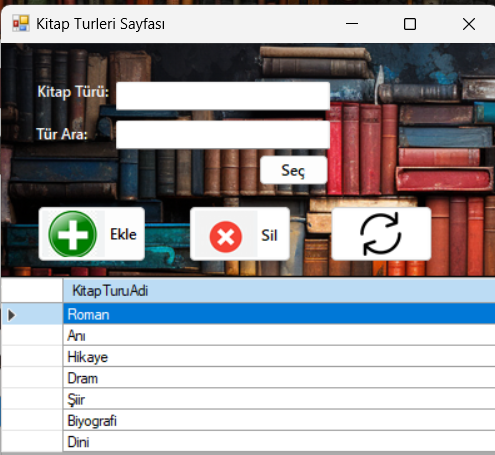 Kitap Turleri Sayfası
Kitap Türü:
Tür Ara:
Seç
Ekle
Sil
KitapTuruAdi
Roman
Anı
Hikaye
Dram
Şiir
Biyografi
Dini